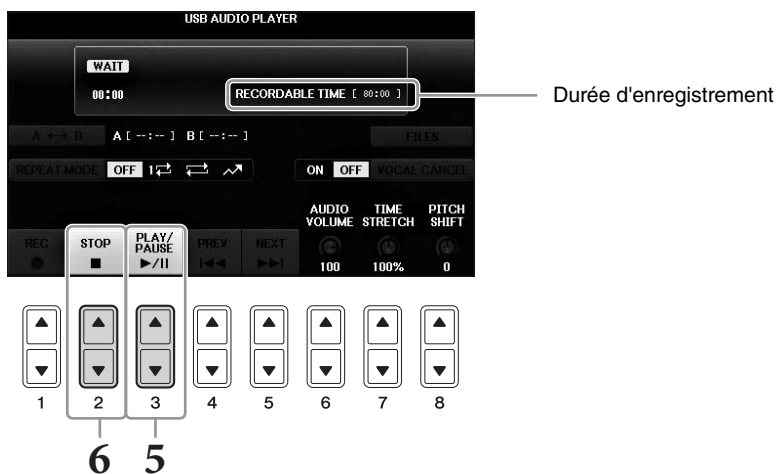 USB AUDIO PLAYER
WAIT
00:00
RECORDABLE TIME [ 80:00 ]
Durée d'enregistrement
A ↔ B A [ --:-- ] B [ --:-- ] FILES
REPEAT MODE OFF 1 ON OFF VOCAL CANCEL
AUDIO VOLUME TIME STRETCH PITCH SHIFT
REC STOP PLAY/PAUSE PREV NEXT
100 100% 0
1 2 3 4 5 6 7 8
6 5